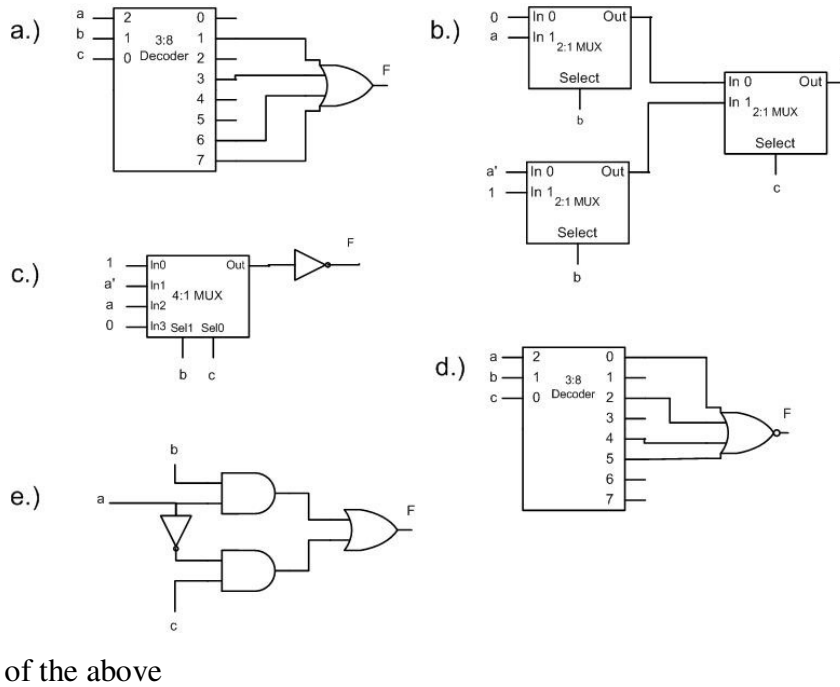 a.)
a 2 0
b 1 3:8 1
c 0 Decoder 2
3
4
5
6
7
F
b.)
0 In 0 Out
a In 1
2:1 MUX
Select
b
In 0 Out
In 1
2:1 MUX
Select
c
a' In 0 Out
1 In 1
2:1 MUX
Select
b
c.)
1 In0 Out
a' In1
a In2 4:1 MUX
0 In3 Sel1 Sel0
b c
F
d.)
a 2 0
b 1 3:8 1
c 0 Decoder 2
3
4
5
6
7
F
e.)
b
a
c
F
of the above